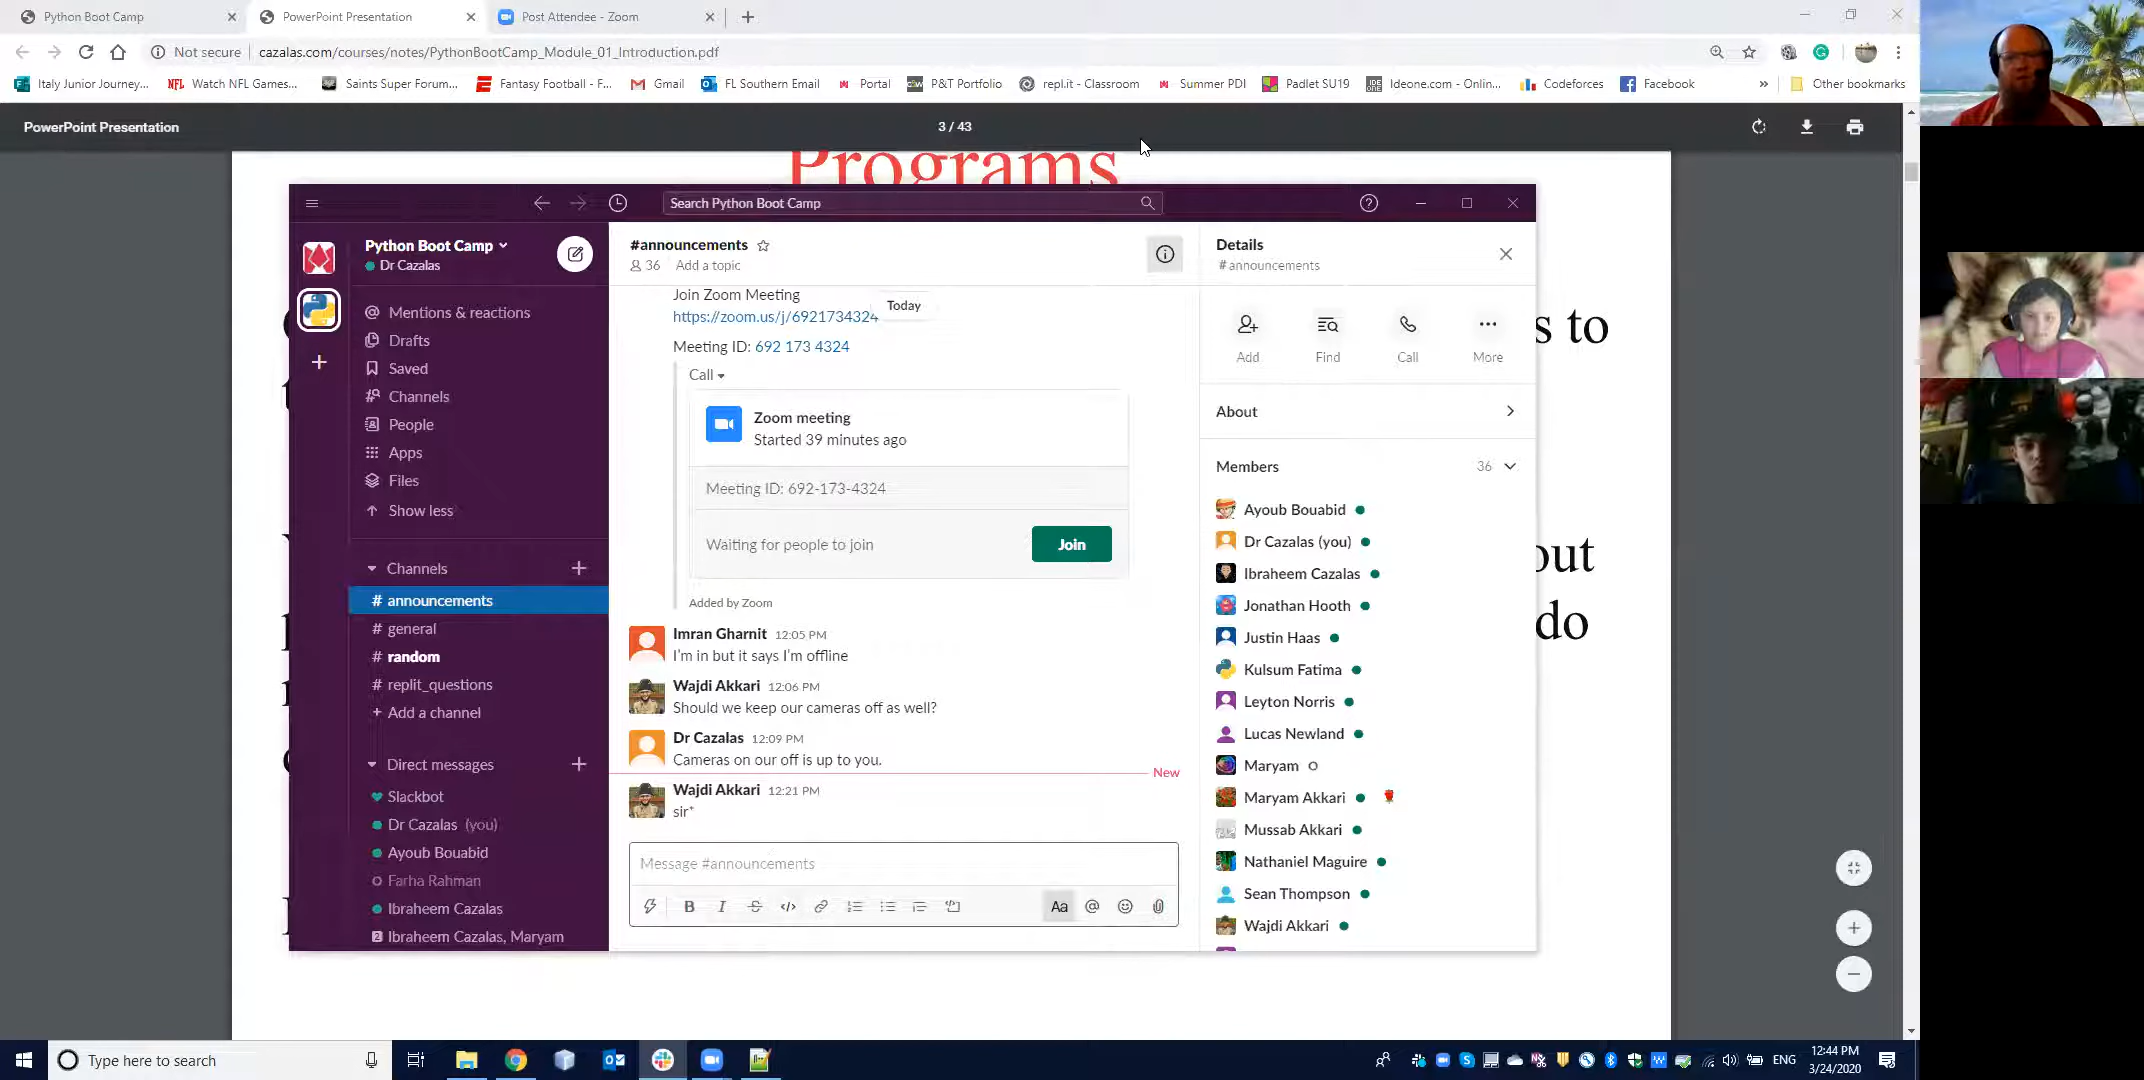 Python Boot Camp
PowerPoint Presentation
Post Attendee - Zoom
Not secure
cazalas.com/courses/notes/PythonBootCamp_Module_01_Introduction.pdf
Italy Junior Journey...
NFL
Watch NFL Games...
Saints Super Forum...
Fantasy Football - F...
Gmail
FL Southern Email
Portal
P&T Portfolio
repl.it - Classroom
Summer PDI
Padlet SU19
Ideone.com - Onlin...
Codeforces
Facebook
»
Other bookmarks
PowerPoint Presentation
3 / 43
Programs
s to
out
do
Search Python Boot Camp
Python Boot Camp
Dr Cazalas
Mentions & reactions
Drafts
Saved
Channels
People
Apps
Files
Show less
Channels
# announcements
# general
# random
# replit_questions
+ Add a channel
Direct messages
Slackbot
Dr Cazalas (you)
Ayoub Bouabid
Farha Rahman
Ibraheem Cazalas
2 Ibraheem Cazalas, Maryam
#announcements
36 Add a topic
Join Zoom Meeting
Today
https://zoom.us/j/6921734324
Meeting ID: 692 173 4324
Call
Zoom meeting
Started 39 minutes ago
Meeting ID: 692-173-4324
Waiting for people to join
Join
Added by Zoom
Imran Gharnit 12:05 PM
I'm in but it says I'm offline
Wajdi Akkari 12:06 PM
Should we keep our cameras off as well?
Dr Cazalas 12:09 PM
Cameras on our off is up to you.
New
Wajdi Akkari 12:21 PM
sir*
Message #announcements
B I S </> Aa @
Details
#announcements
Add
Find
Call
More
About
Members 36
Ayoub Bouabid
Dr Cazalas (you)
Ibraheem Cazalas
Jonathan Hooth
Justin Haas
Kulsum Fatima
Leyton Norris
Lucas Newland
Maryam
Maryam Akkari
Mussab Akkari
Nathaniel Maguire
Sean Thompson
Wajdi Akkari
Type here to search
ENG
12:44 PM
3/24/2020